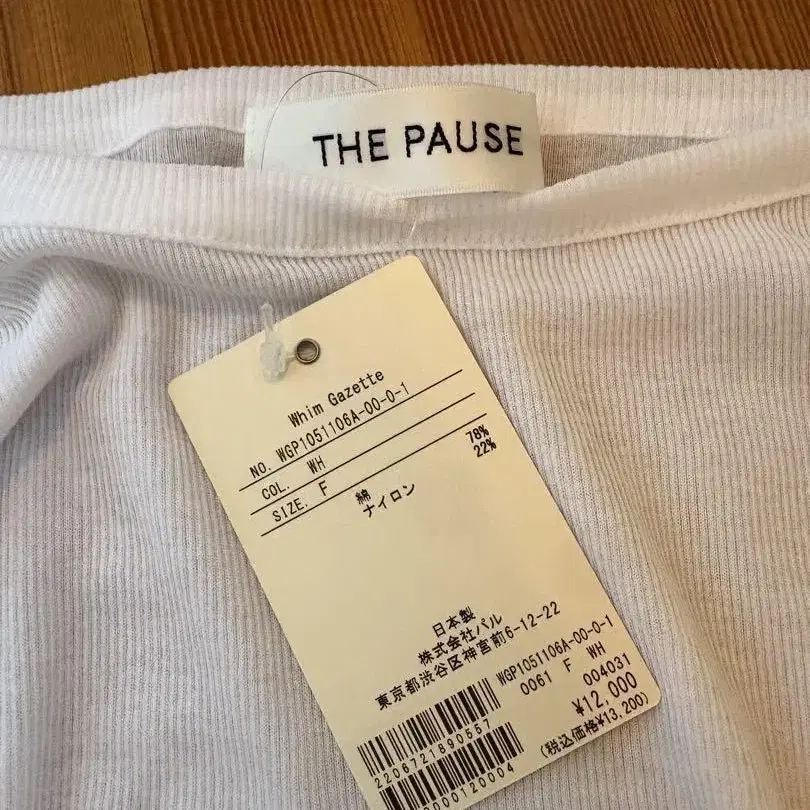 THE PAUSE
Whim Gazette
NO. WGP1051106A-00-0-1
COL. WH
SIZE. F
綿 78%
ナイロン 22%
日本製
株式会社パル
東京都渋谷区神宮前6-12-22
WGP1051106A-00-0-1
0061 F WH
004031
¥12,000
(税込価格¥13,200)
2206721890557
0000120004